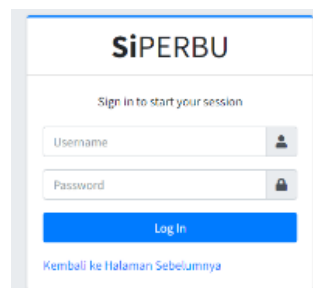 SiPERBU
Sign in to start your session
Username
Password
Log In
Kembali ke Halaman Sebelumnya